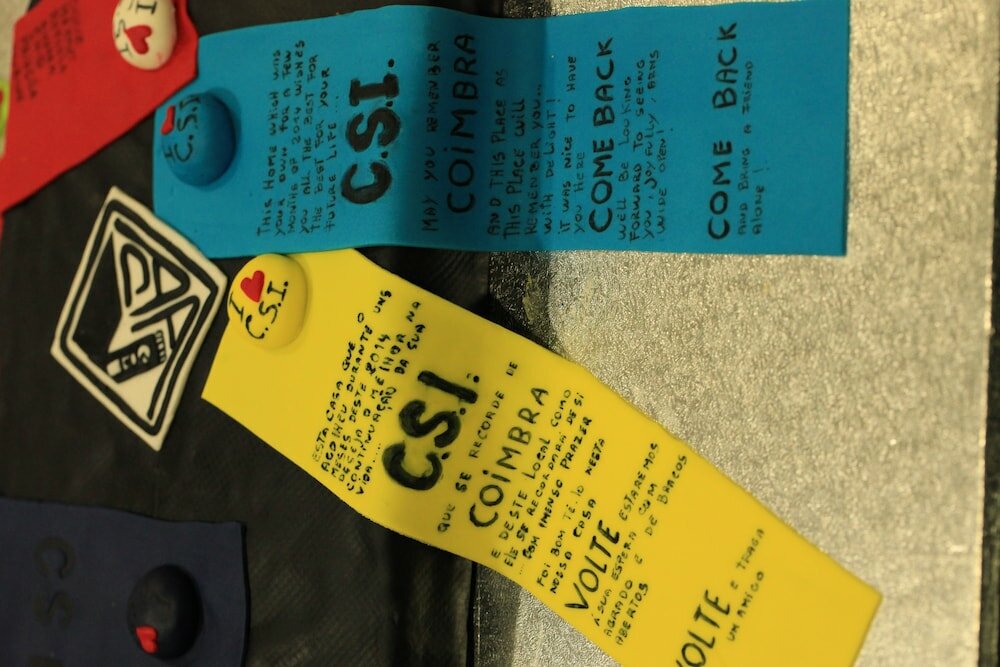 I
C.S.I.
THIS HOME WHICH WAS
YOUR OWN FOR A FEW
MONTHS OF 2014 WISHES
YOU ALL THE BEST FOR
THE BEST FOR YOUR
FUTURE LIFE...
C.S.I.
MAY YOU REMEMBER
COiMBRA
AND THIS PLACE AS
THIS PLACE WILL
REMEMBER YOU...
WITH DELIGHT!
IT WAS NICE TO HAVE
YOU HERE
COME BACK
WE'LL BE LOOKING
FORWARD TO SEEING
YOU, JOYFULLY, ARMS
WIDE OPEN!
COME BACK
AND BRING A FRIEND
ALONE !
I
C.S.I.
ESTA CASA QUE O
ACOLHEU DURANTE UNS
MESES DESTE 2014
DESEJA O MELHOR NA
CONTINUAÇÃO DA SUA
VIDA....
C.S.I.
QUE SE RECORDE DE
COiMBRA
E DESTE LOCAL COMO
ELE SE RECORDARÁ DE SI
... COM IMENSO PRAZER
FOI BOM TÊ-lO NESTA
NOSSA CASA
VOLTE ESTAREMOS
À SUA ESPERA COM
AGRADO E DE BRAÇOS
ABERTOS
VOLTE E TRAGA
UM AMIGO
CS